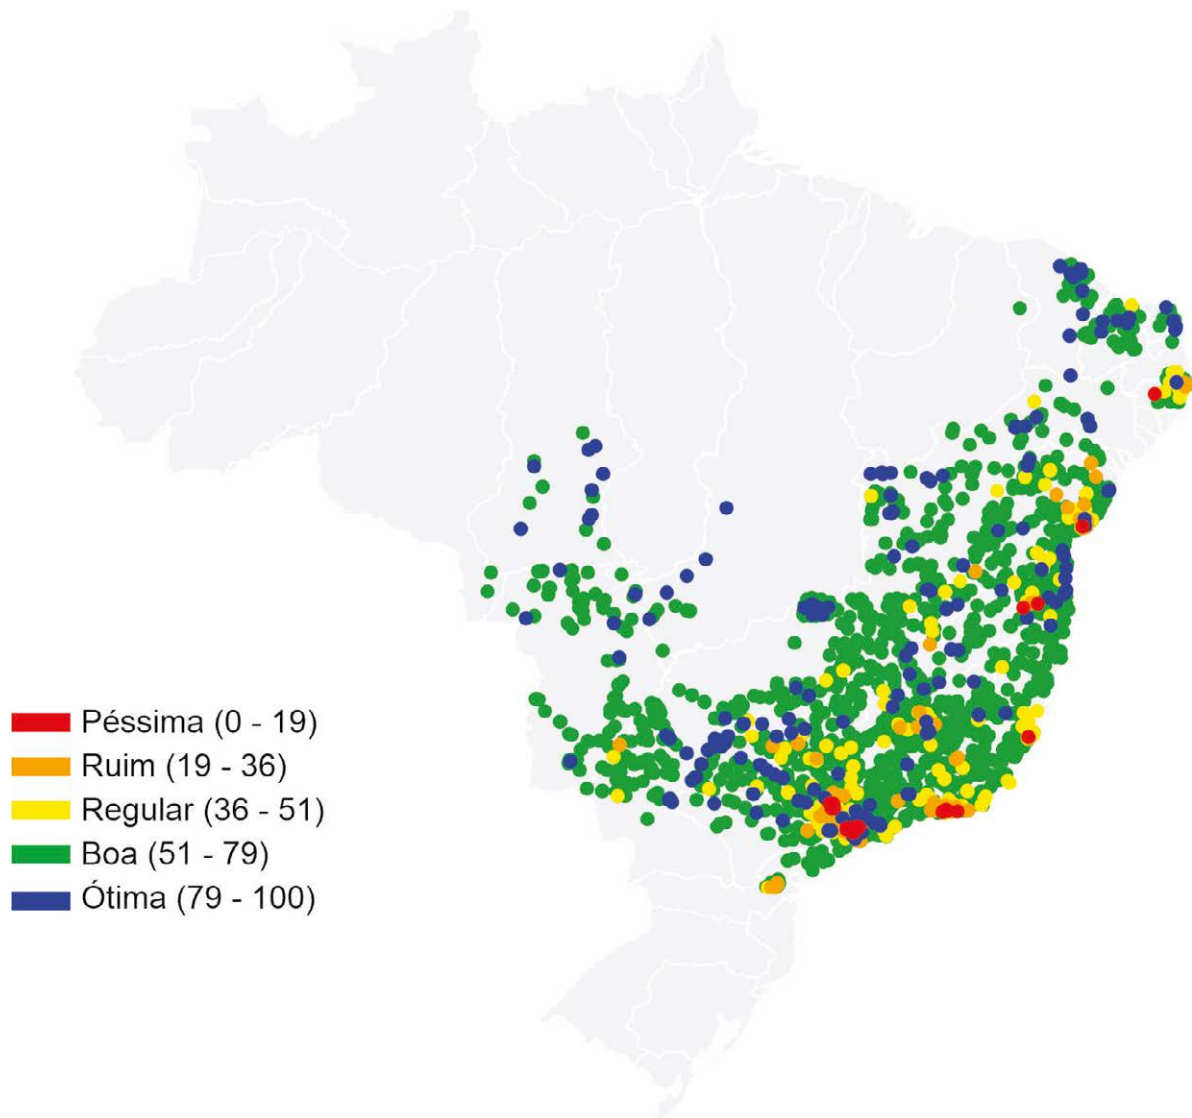 Péssima (0 - 19)
Ruim (19 - 36)
Regular (36 - 51)
Boa (51 - 79)
Ótima (79 - 100)